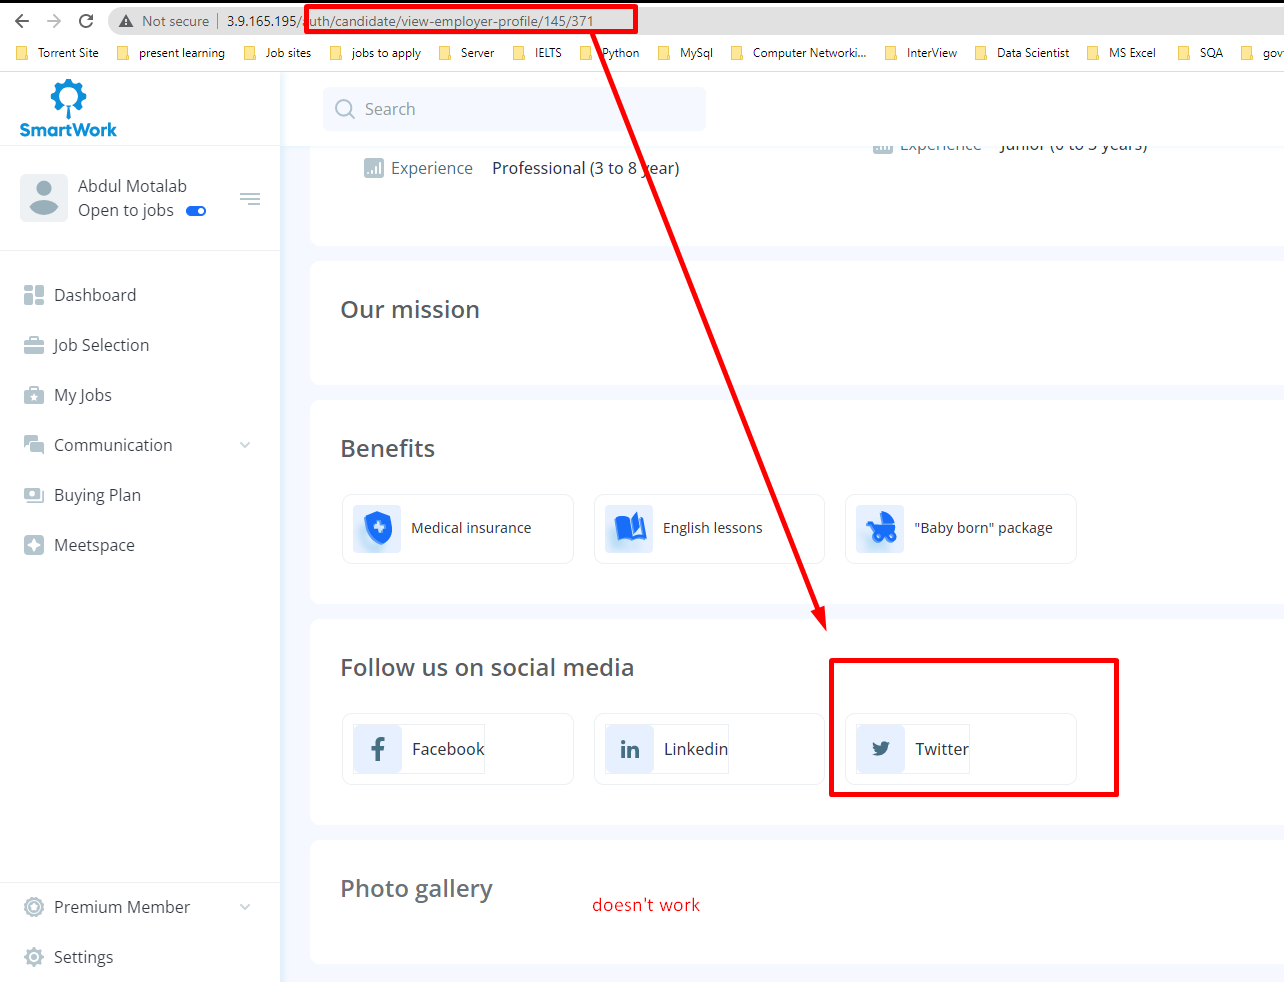 Not secure | 3.9.165.195/auth/candidate/view-employer-profile/145/371
Torrent Site present learning Job sites jobs to apply Server IELTS Python MySql Computer Networki... InterView Data Scientist MS Excel SQA gov
SmartWork
Search
Experience Junior (0 to 3 years)
Experience Professional (3 to 8 year)
Abdul Motalab
Open to jobs
Dashboard
Job Selection
My Jobs
Communication
Buying Plan
Meetspace
Premium Member
Settings
Our mission
Benefits
Medical insurance
English lessons
"Baby born" package
Follow us on social media
Facebook
Linkedin
Twitter
Photo gallery
doesn't work